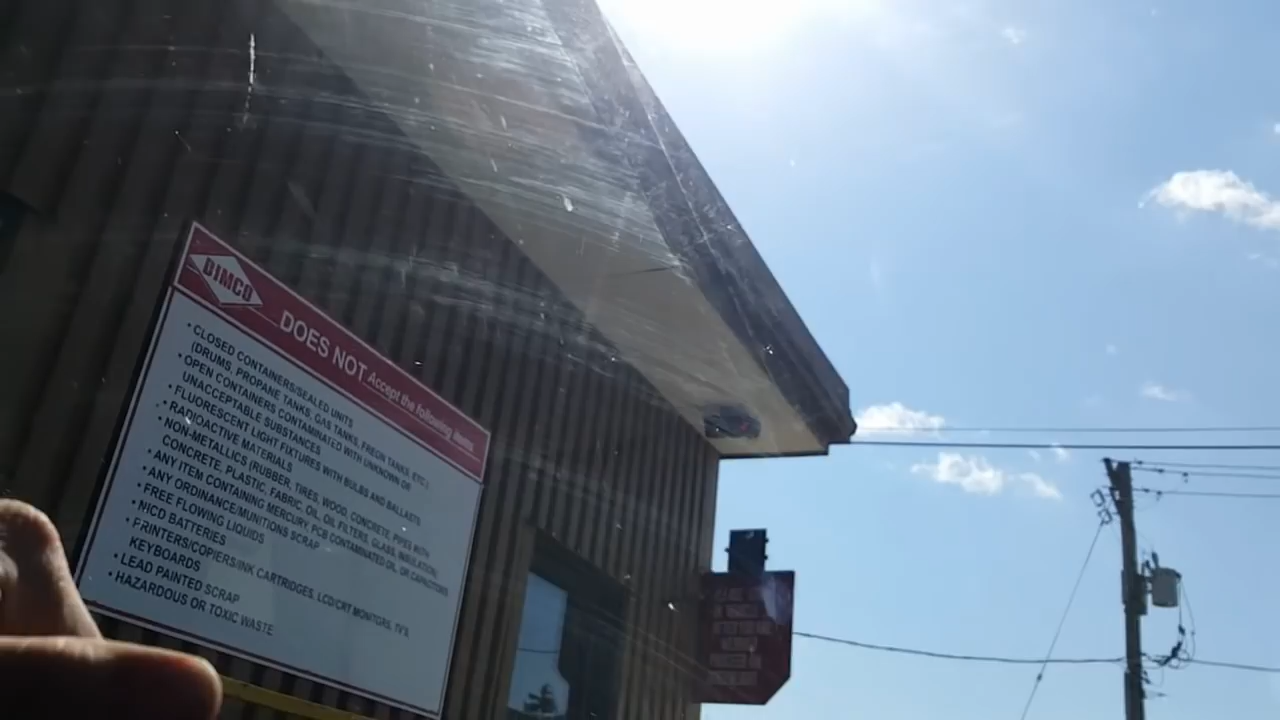 DIMCO
DOES NOT Accept the following items
• CLOSED CONTAINERS/SEALED UNITS
(DRUMS, PROPANE TANKS, GAS TANKS, FREON TANKS, ETC.)
• OPEN CONTAINERS CONTAMINATED WITH UNKNOWN OR
UNACCEPTABLE SUBSTANCES
• FLUORESCENT LIGHT FIXTURES WITH BULBS AND BALLASTS
• RADIOACTIVE MATERIALS
• NON-METALLICS (RUBBER, TIRES, WOOD, CONCRETE, PIPES WITH
CONCRETE, PLASTIC, FABRIC, OIL, OIL FILTERS, GLASS, INSULATION)
• ANY ITEM CONTAINING MERCURY, PCB CONTAMINATED OIL, OR CAPACITORS
• ANY ORDINANCE/MUNITIONS SCRAP
• FREE FLOWING LIQUIDS
• NICD BATTERIES
• PRINTERS/COPIERS/INK CARTRIDGES, LCD/CRT MONITORS, TV'S
KEYBOARDS
• LEAD PAINTED SCRAP
• HAZARDOUS OR TOXIC WASTE